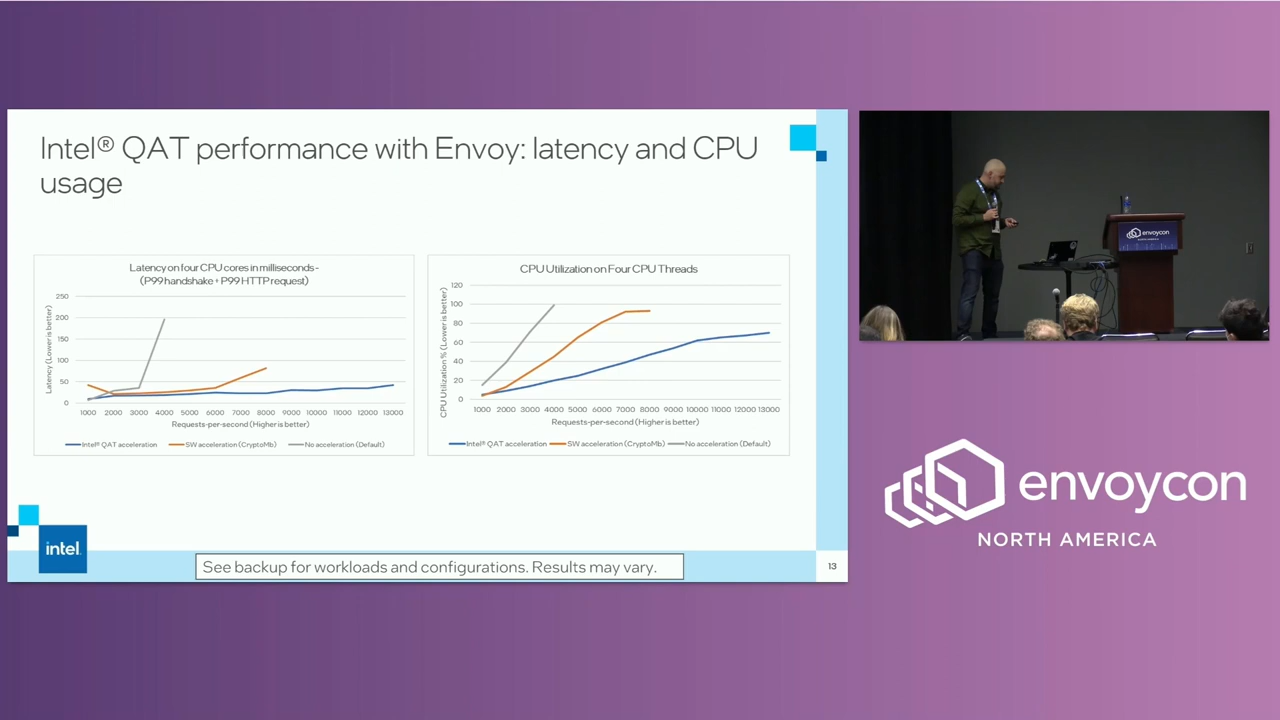 Intel® QAT performance with Envoy: latency and CPU
usage
Latency on four CPU cores in milliseconds -
(P99 handshake + P99 HTTP request)
Latency (Lower is better)
250
200
150
100
50
0
1000 2000 3000 4000 5000 6000 7000 8000 9000 10000 11000 12000 13000
Requests-per-second (Higher is better)
Intel® QAT acceleration SW acceleration (CryptoMb) No acceleration (Default)
CPU Utilization on Four CPU Threads
CPU Utilization % (Lower is better)
120
100
80
60
40
20
0
1000 2000 3000 4000 5000 6000 7000 8000 9000 10000 11000 12000 13000
Requests-per-second (Higher is better)
Intel® QAT acceleration SW acceleration (CryptoMb) No acceleration (Default)
intel.
See backup for workloads and configurations. Results may vary.
13
envoycon
NORTH AMERICA
envoycon
NORTH AMERICA